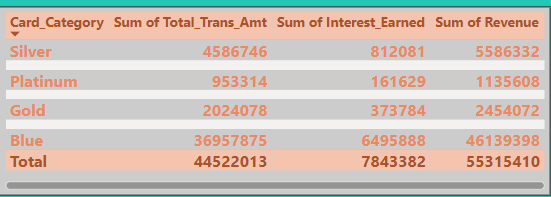 Card_Category Sum of Total_Trans_Amt Sum of Interest_Earned Sum of Revenue
Silver 4586746 812081 5586332
Platinum 953314 161629 1135608
Gold 2024078 373784 2454072
Blue 36957875 6495888 46139398
Total 44522013 7843382 55315410